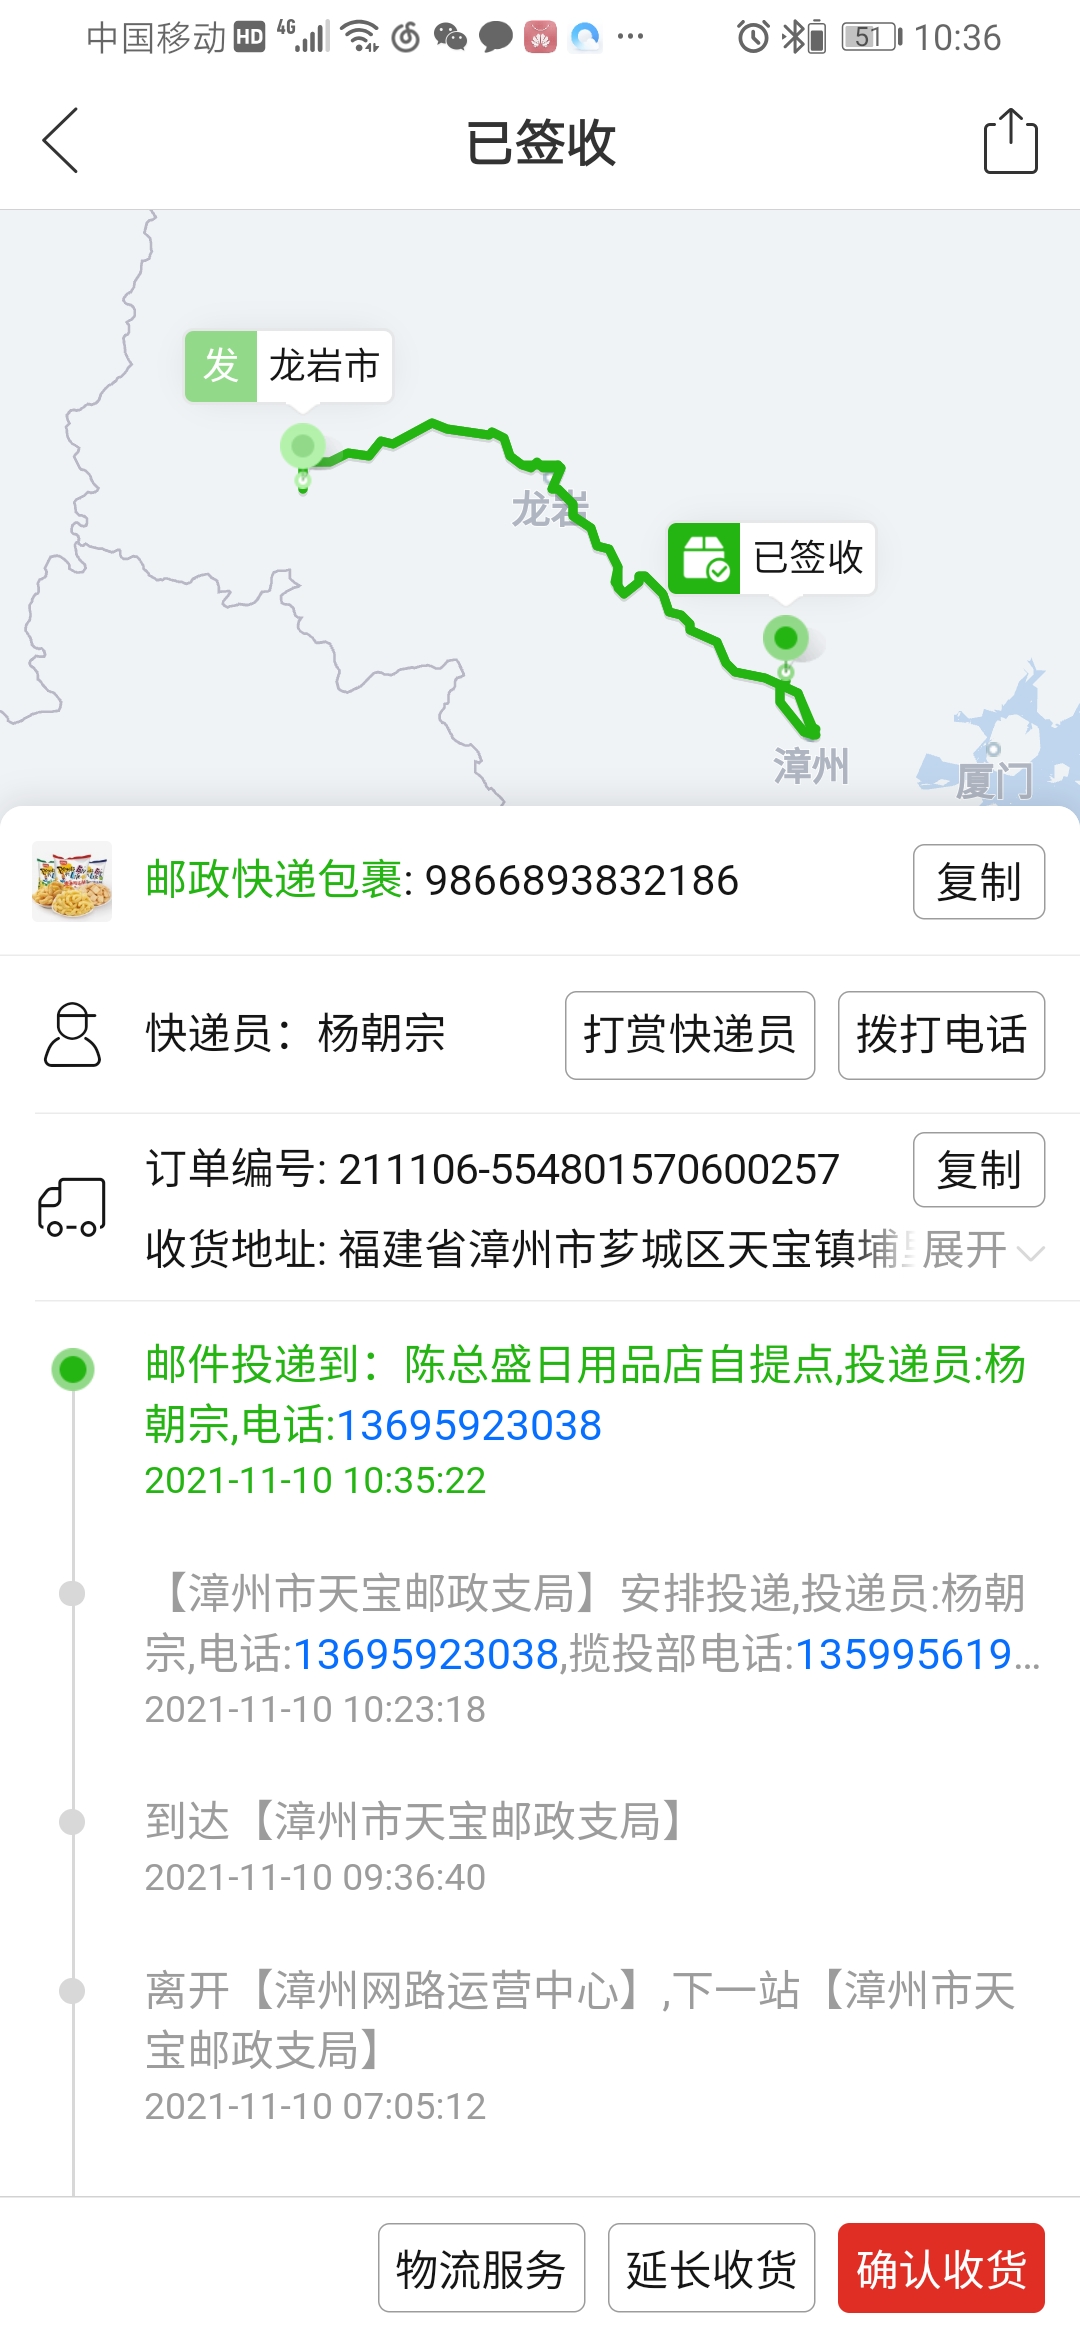 中国移动 HD 4G 51 10:36
已签收
发 龙岩市
龙岩
已签收
漳州
厦门
邮政快递包裹: 9866893832186 复制
快递员：杨朝宗 打赏快递员 拨打电话
订单编号: 211106-554801570600257 复制
收货地址: 福建省漳州市芗城区天宝镇埔 展开
邮件投递到：陈总盛日用品店自提点,投递员:杨
朝宗,电话:13695923038
2021-11-10 10:35:22
【漳州市天宝邮政支局】安排投递,投递员:杨朝
宗,电话:13695923038,揽投部电话:135995619...
2021-11-10 10:23:18
到达【漳州市天宝邮政支局】
2021-11-10 09:36:40
离开【漳州网路运营中心】,下一站【漳州市天
宝邮政支局】
2021-11-10 07:05:12
物流服务 延长收货 确认收货